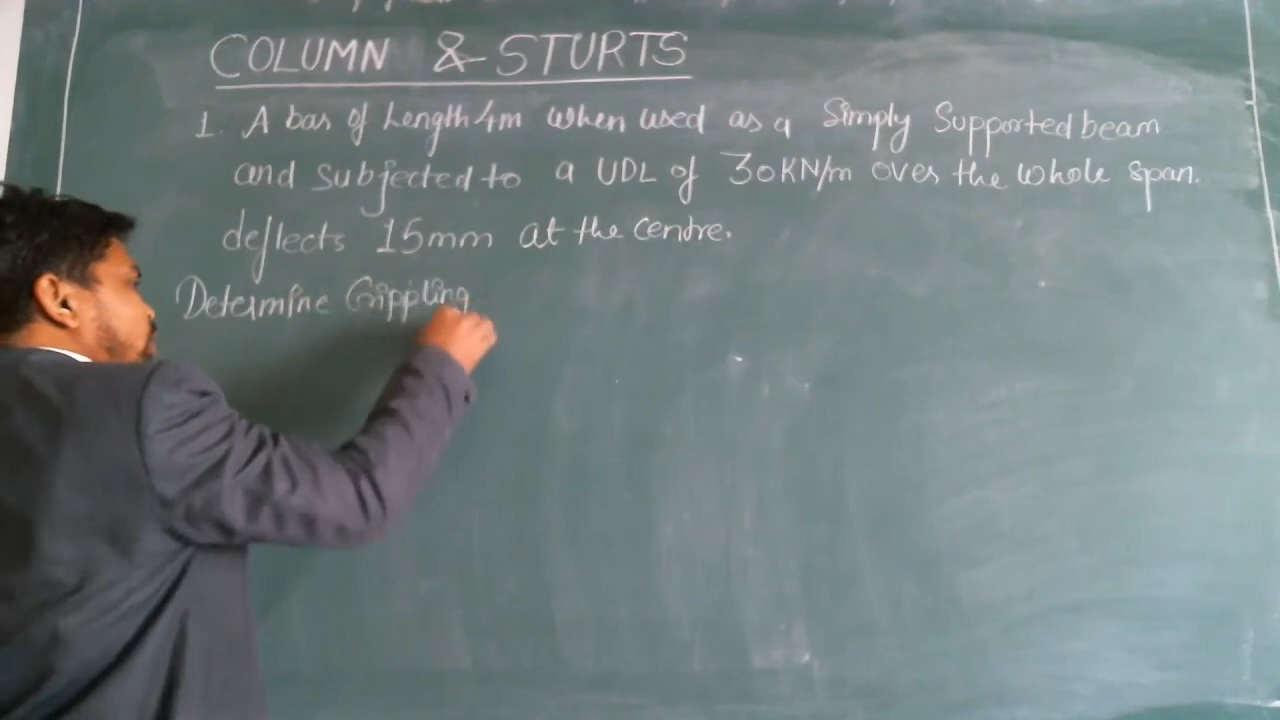 COLUMN & STURTS
1. A bar of Length 4m when used as a Simply Supported beam
and subjected to a UDL of 30KN/m over the whole span.
deflects 15mm at the centre.
Determine Crippling